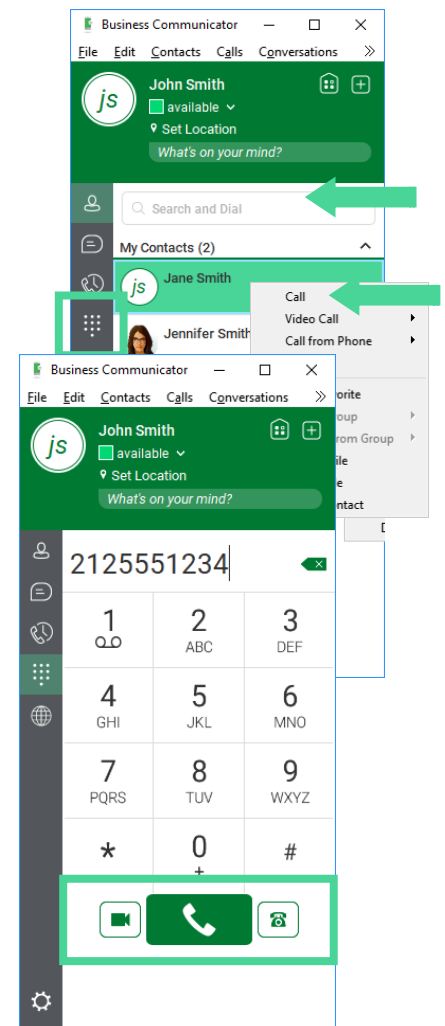 Business Communicator
File Edit Contacts Calls Conversations
js
John Smith
available
Set Location
What's on your mind?
Search and Dial
My Contacts (2)
js
Jane Smith
Call
Video Call
Call from Phone
Jennifer Smith
Business Communicator
File Edit Contacts Calls Conversations
js
John Smith
available
Set Location
What's on your mind?
2125551234
1 2 3
ABC DEF
4 5 6
GHI JKL MNO
7 8 9
PQRS TUV WXYZ
* 0 #
+